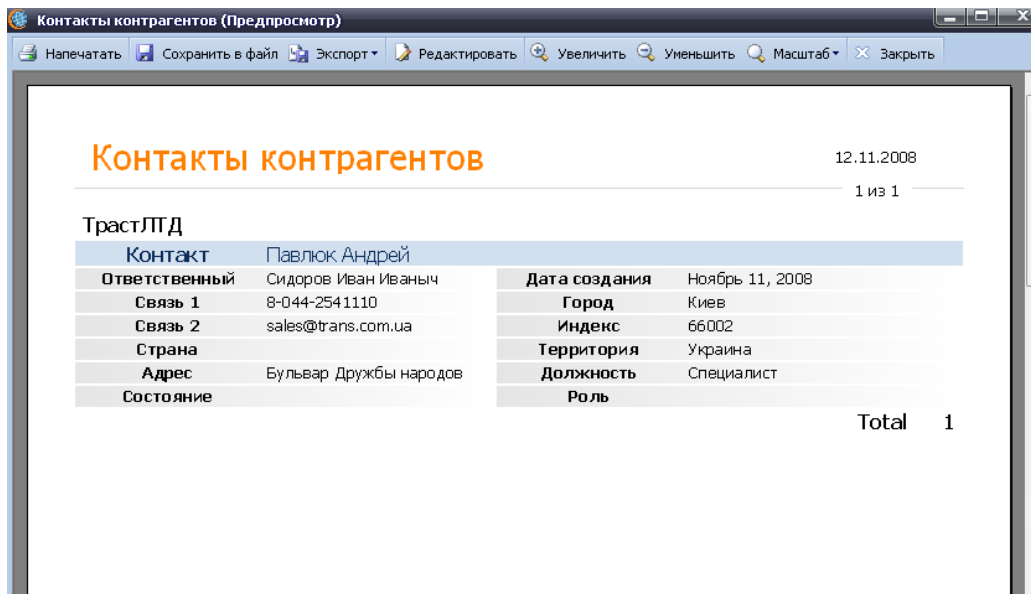 Контакты контрагентов (Предпросмотр)
Напечатать Сохранить в файл Экспорт Редактировать Увеличить Уменьшить Масштаб Закрыть
Контакты контрагентов 12.11.2008
1 из 1
ТрастЛТД
Контакт Павлюк Андрей
Ответственный Сидоров Иван Иваныч Дата создания Ноябрь 11, 2008
Связь 1 8-044-2541110 Город Киев
Связь 2 sales@trans.com.ua Индекс 66002
Страна Территория Украина
Адрес Бульвар Дружбы народов Должность Специалист
Состояние Роль
Total 1